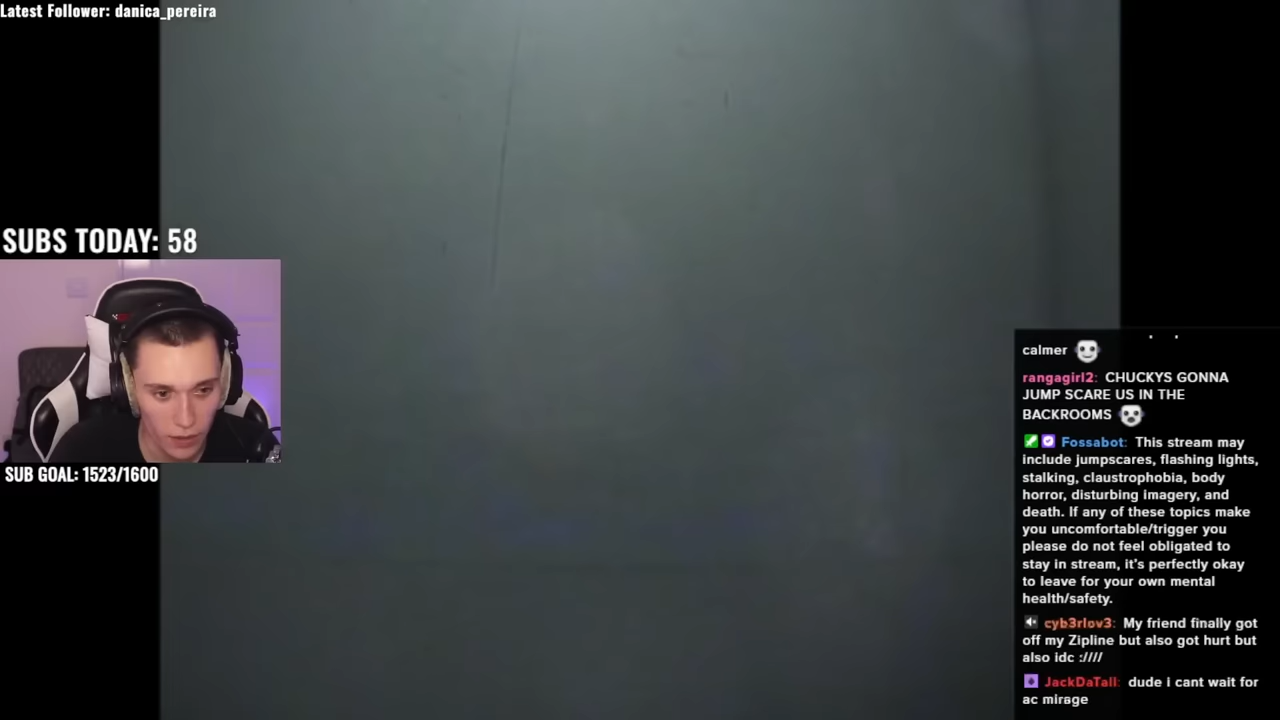 Latest Follower: danica_pereira
SUBS TODAY: 58
SUB GOAL: 1523/1600
calmer
rangagirl2: CHUCKYS GONNA
JUMP SCARE US IN THE
BACKROOMS
Fossabot: This stream may
include jumpscares, flashing lights,
stalking, claustrophobia, body
horror, disturbing imagery, and
death. If any of these topics make
you uncomfortable/trigger you
please do not feel obligated to
stay in stream, it's perfectly okay
to leave for your own mental
health/safety.
cyb3rlov3: My friend finally got
off my Zipline but also got hurt but
also idc :////
JackDaTall: dude i cant wait for
ac mirage